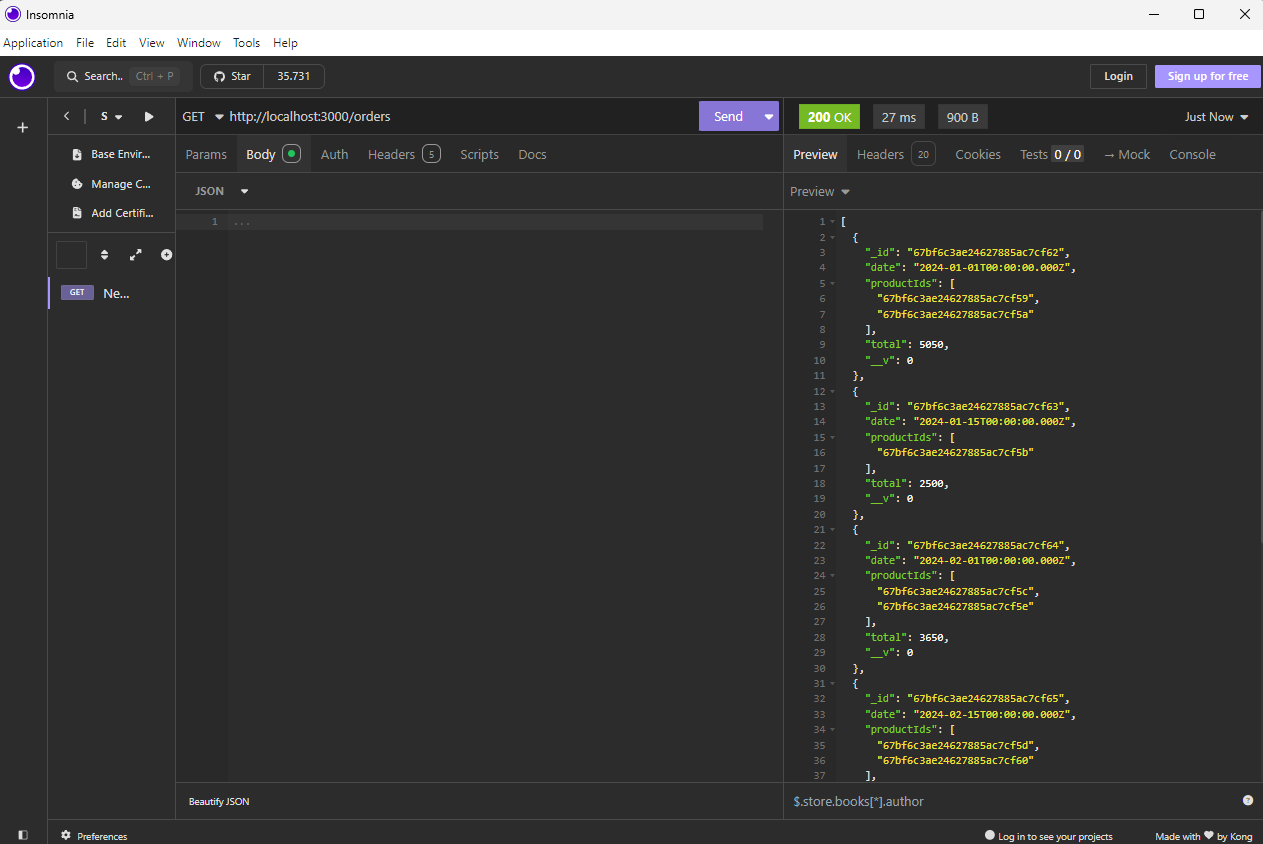 Insomnia
Application File Edit View Window Tools Help
Search.. Ctrl + P Star 35.731 Login Sign up for free
S GET http://localhost:3000/orders Send 200 OK 27 ms 900 B Just Now
Base Envir...
Manage C...
Add Certifi...
GET Ne...
Params Body Auth Headers 5 Scripts Docs
JSON
1 ...
Beautify JSON
Preview Headers 20 Cookies Tests 0 / 0 → Mock Console
Preview
1 [
2 {
3 "_id": "67bf6c3ae24627885ac7cf62",
4 "date": "2024-01-01T00:00:00.000Z",
5 "productIds": [
6 "67bf6c3ae24627885ac7cf59",
7 "67bf6c3ae24627885ac7cf5a"
8 ],
9 "total": 5050,
10 "__v": 0
11 },
12 {
13 "_id": "67bf6c3ae24627885ac7cf63",
14 "date": "2024-01-15T00:00:00.000Z",
15 "productIds": [
16 "67bf6c3ae24627885ac7cf5b"
17 ],
18 "total": 2500,
19 "__v": 0
20 },
21 {
22 "_id": "67bf6c3ae24627885ac7cf64",
23 "date": "2024-02-01T00:00:00.000Z",
24 "productIds": [
25 "67bf6c3ae24627885ac7cf5c",
26 "67bf6c3ae24627885ac7cf5e"
27 ],
28 "total": 3650,
29 "__v": 0
30 },
31 {
32 "_id": "67bf6c3ae24627885ac7cf65",
33 "date": "2024-02-15T00:00:00.000Z",
34 "productIds": [
35 "67bf6c3ae24627885ac7cf5d",
36 "67bf6c3ae24627885ac7cf60"
37 ],
$.store.books[*].author
Preferences Log in to see your projects Made with ♥ by Kong